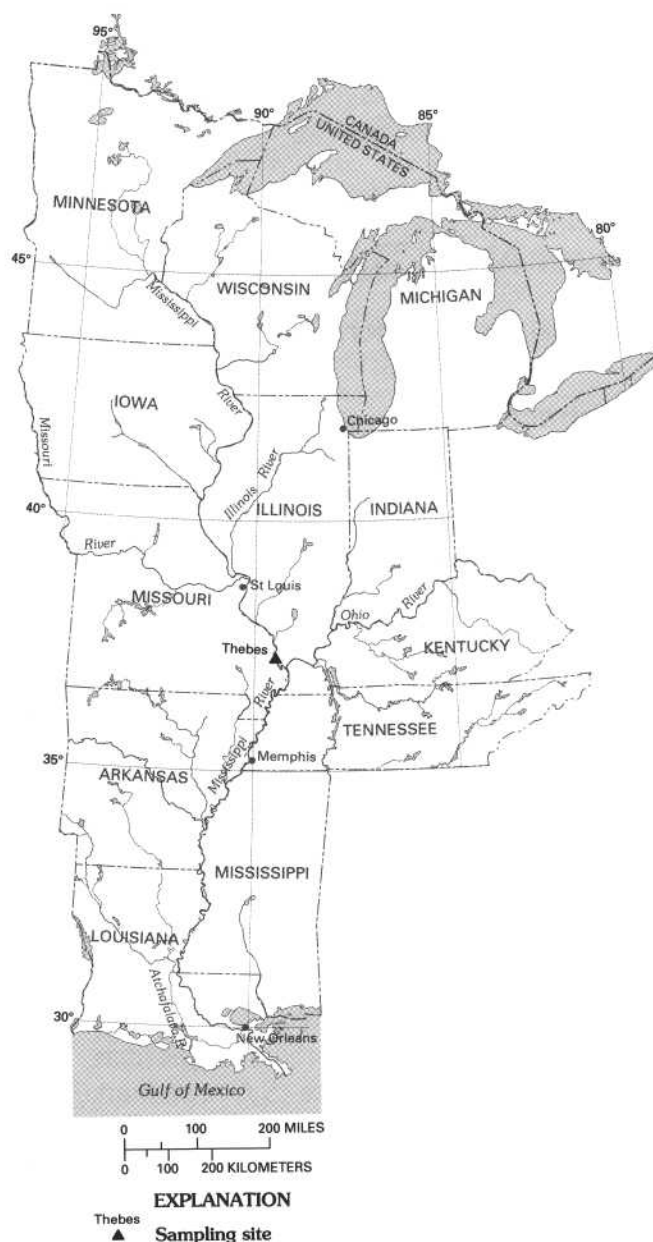 95°
90°
85°
CANADA
UNITED STATES
MINNESOTA
80°
45°
WISCONSIN
MICHIGAN
Mississippi
IOWA
River
Chicago
Missouri
Illinois River
40°
ILLINOIS
INDIANA
River
St Louis
MISSOURI
Ohio River
Thebes
KENTUCKY
Mississippi River
TENNESSEE
35°
Memphis
ARKANSAS
MISSISSIPPI
LOUISIANA
Atchafalaya R
30°
New Orleans
Gulf of Mexico
0 100 200 MILES
0 100 200 KILOMETERS
EXPLANATION
Thebes
Sampling site